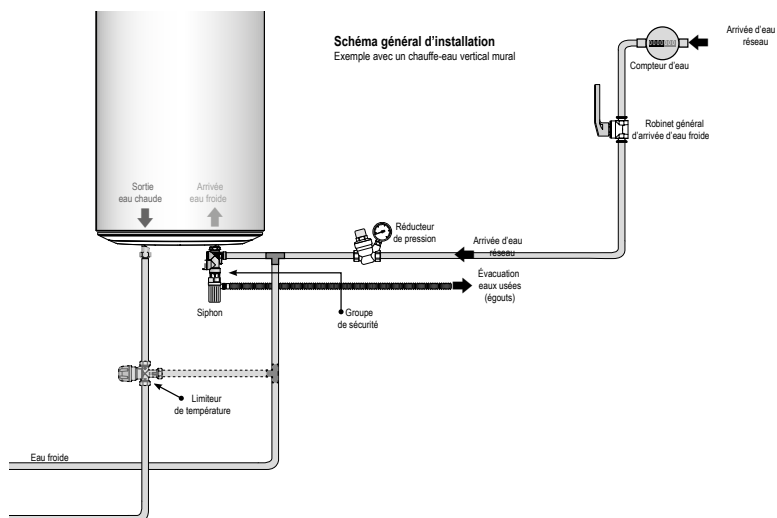 Schéma général d'installation
Exemple avec un chauffe-eau vertical mural
Arrivée d'eau
réseau
Compteur d'eau
Robinet général
d'arrivée d'eau froide
Sortie
eau chaude
Arrivée
eau froide
Réducteur
de pression
Arrivée d'eau
réseau
Évacuation
eaux usées
(égouts)
Siphon
Groupe
de sécurité
Limiteur
de température
Eau froide